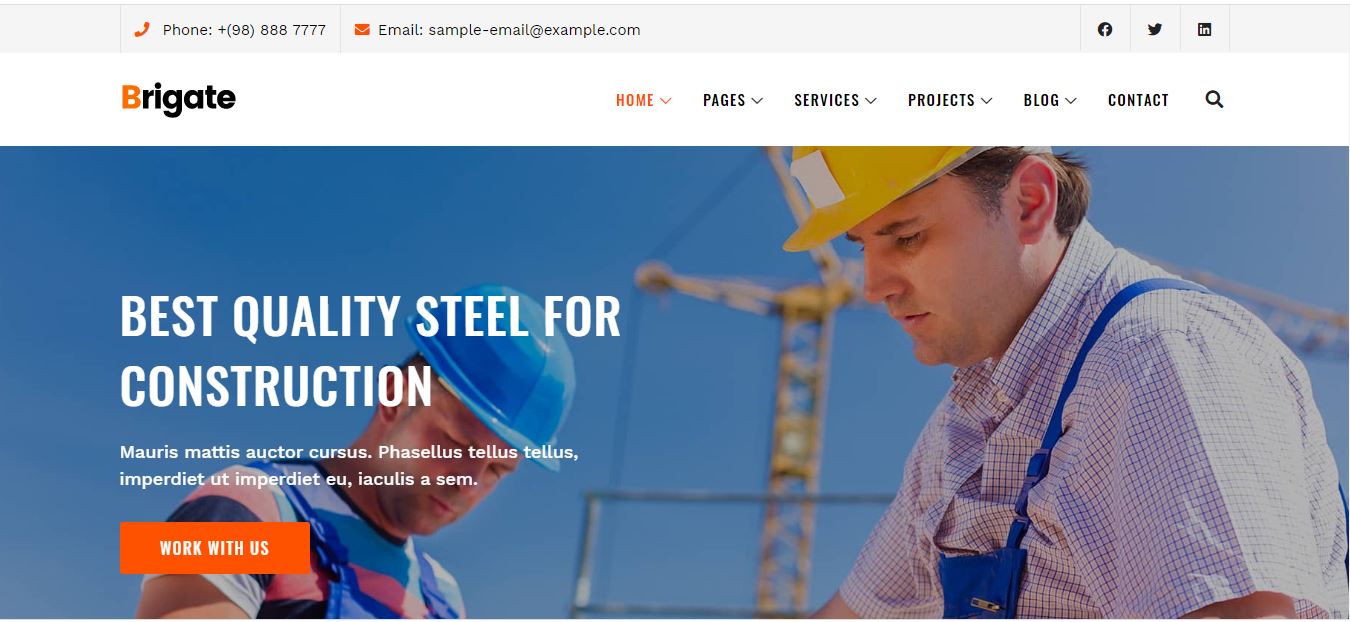 Phone: +(98) 888 7777
Email: sample-email@example.com
Brigate
HOME PAGES SERVICES PROJECTS BLOG CONTACT
BEST QUALITY STEEL FOR
CONSTRUCTION
Mauris mattis auctor cursus. Phasellus tellus tellus,
imperdiet ut imperdiet eu, iaculis a sem.
WORK WITH US